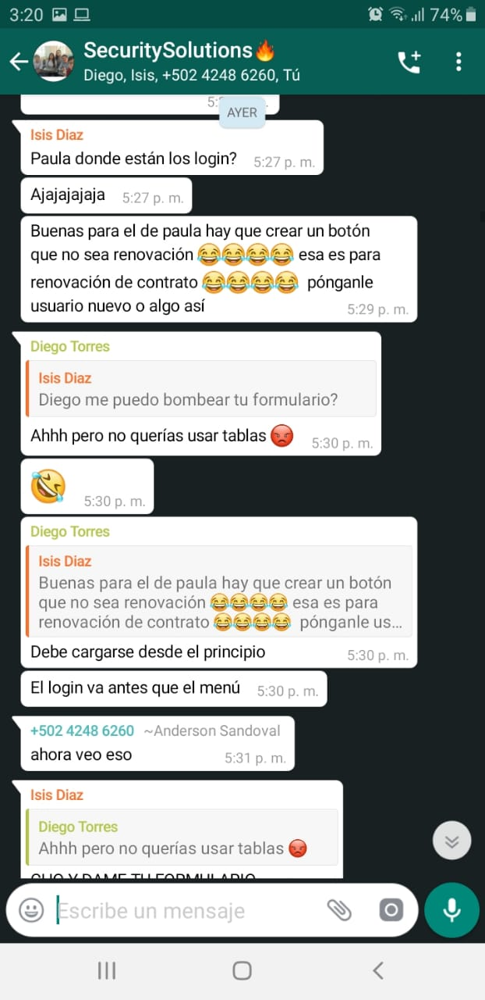 3:20 74%
SecuritySolutions🔥
Diego, Isis, +502 4248 6260, Tú
AYER
Isis Diaz
Paula donde están los login? 5:27 p. m.
Ajajajajaja 5:27 p. m.
Buenas para el de paula hay que crear un botón
que no sea renovación 😂😂😂😂 esa es para
renovación de contrato 😂😂😂😂 pónganle
usuario nuevo o algo así 5:29 p. m.
Diego Torres
Isis Diaz
Diego me puedo bombear tu formulario?
Ahhh pero no querías usar tablas 😡 5:30 p. m.
🤣 5:30 p. m.
Diego Torres
Isis Diaz
Buenas para el de paula hay que crear un botón
que no sea renovación 😂😂😂😂 esa es para
renovación de contrato 😂😂😂😂 pónganle us...
Debe cargarse desde el principio 5:30 p. m.
El login va antes que el menú 5:30 p. m.
+502 4248 6260 ~Anderson Sandoval
ahora veo eso 5:31 p. m.
Isis Diaz
Diego Torres
Ahhh pero no querías usar tablas 😡
Y DAME TU FORMULARIO
Escribe un mensaje